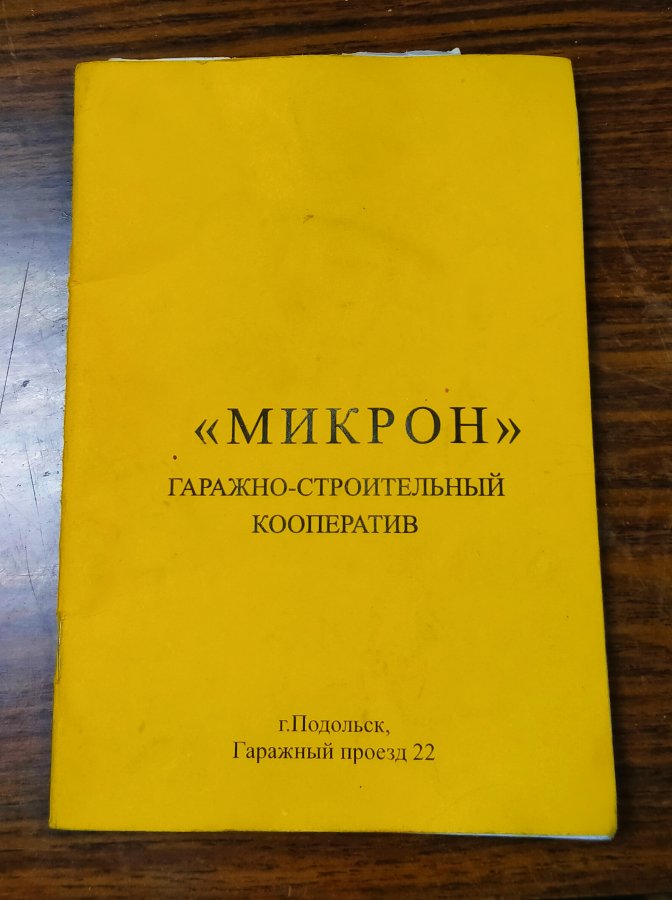 «МИКРОН»
ГАРАЖНО-СТРОИТЕЛЬНЫЙ
КООПЕРАТИВ
г.Подольск,
Гаражный проезд 22